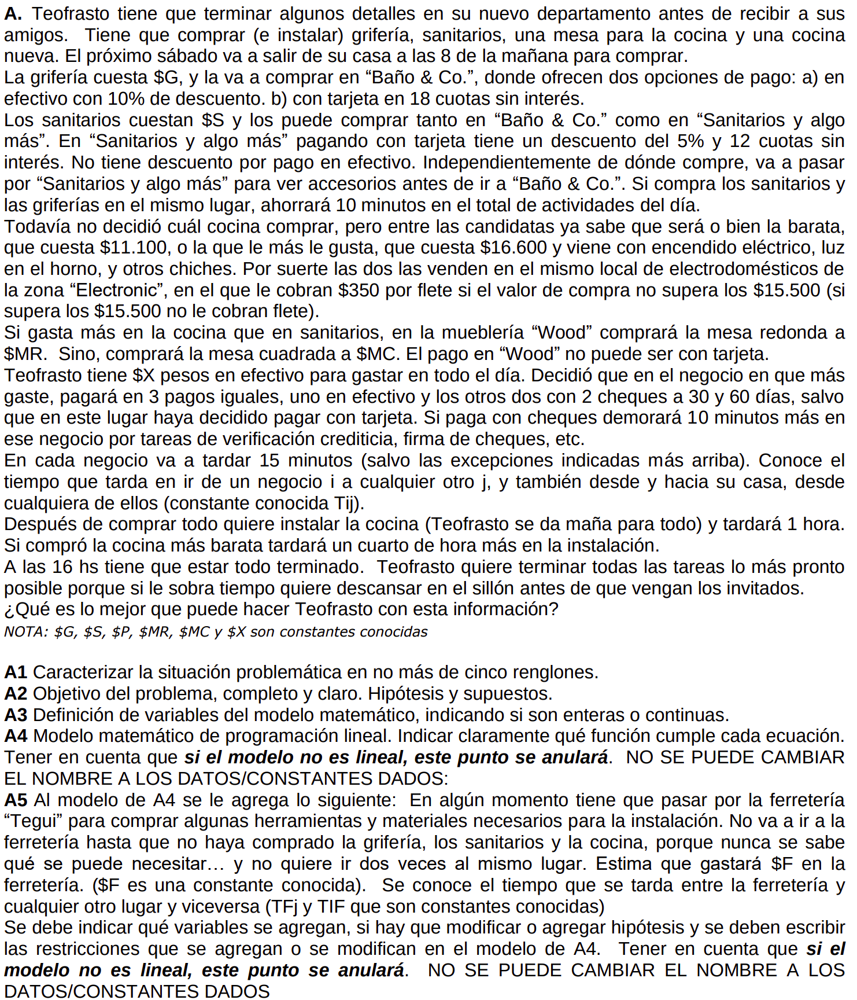 A. Teofrasto tiene que terminar algunos detalles en su nuevo departamento antes de recibir a sus
amigos. Tiene que comprar (e instalar) grifería, sanitarios, una mesa para la cocina y una cocina
nueva. El próximo sábado va a salir de su casa a las 8 de la mañana para comprar.
La grifería cuesta $G, y la va a comprar en “Baño & Co.”, donde ofrecen dos opciones de pago: a) en
efectivo con 10% de descuento. b) con tarjeta en 18 cuotas sin interés.
Los sanitarios cuestan $S y los puede comprar tanto en “Baño & Co.” como en “Sanitarios y algo
más”. En “Sanitarios y algo más” pagando con tarjeta tiene un descuento del 5% y 12 cuotas sin
interés. No tiene descuento por pago en efectivo. Independientemente de dónde compre, va a pasar
por “Sanitarios y algo más” para ver accesorios antes de ir a “Baño & Co.”. Si compra los sanitarios y
las griferías en el mismo lugar, ahorrará 10 minutos en el total de actividades del día.
Todavía no decidió cuál cocina comprar, pero entre las candidatas ya sabe que será o bien la barata,
que cuesta $11.100, o la que le más le gusta, que cuesta $16.600 y viene con encendido eléctrico, luz
en el horno, y otros chiches. Por suerte las dos las venden en el mismo local de electrodomésticos de
la zona “Electronic”, en el que le cobran $350 por flete si el valor de compra no supera los $15.500 (si
supera los $15.500 no le cobran flete).
Si gasta más en la cocina que en sanitarios, en la mueblería “Wood” comprará la mesa redonda a
$MR. Sino, comprará la mesa cuadrada a $MC. El pago en “Wood” no puede ser con tarjeta.
Teofrasto tiene $X pesos en efectivo para gastar en todo el día. Decidió que en el negocio en que más
gaste, pagará en 3 pagos iguales, uno en efectivo y los otros dos con 2 cheques a 30 y 60 días, salvo
que en este lugar haya decidido pagar con tarjeta. Si paga con cheques demorará 10 minutos más en
ese negocio por tareas de verificación crediticia, firma de cheques, etc.
En cada negocio va a tardar 15 minutos (salvo las excepciones indicadas más arriba). Conoce el
tiempo que tarda en ir de un negocio i a cualquier otro j, y también desde y hacia su casa, desde
cualquiera de ellos (constante conocida Tij).
Después de comprar todo quiere instalar la cocina (Teofrasto se da maña para todo) y tardará 1 hora.
Si compró la cocina más barata tardará un cuarto de hora más en la instalación.
A las 16 hs tiene que estar todo terminado. Teofrasto quiere terminar todas las tareas lo más pronto
posible porque si le sobra tiempo quiere descansar en el sillón antes de que vengan los invitados.
¿Qué es lo mejor que puede hacer Teofrasto con esta información?
NOTA: $G, $S, $P, $MR, $MC y $X son constantes conocidas
A1 Caracterizar la situación problemática en no más de cinco renglones.
A2 Objetivo del problema, completo y claro. Hipótesis y supuestos.
A3 Definición de variables del modelo matemático, indicando si son enteras o continuas.
A4 Modelo matemático de programación lineal. Indicar claramente qué función cumple cada ecuación.
Tener en cuenta que si el modelo no es lineal, este punto se anulará. NO SE PUEDE CAMBIAR
EL NOMBRE A LOS DATOS/CONSTANTES DADOS:
A5 Al modelo de A4 se le agrega lo siguiente: En algún momento tiene que pasar por la ferretería
“Tegui” para comprar algunas herramientas y materiales necesarios para la instalación. No va a ir a la
ferretería hasta que no haya comprado la grifería, los sanitarios y la cocina, porque nunca se sabe
qué se puede necesitar… y no quiere ir dos veces al mismo lugar. Estima que gastará $F en la
ferretería. ($F es una constante conocida). Se conoce el tiempo que se tarda entre la ferretería y
cualquier otro lugar y viceversa (TFj y TIF que son constantes conocidas)
Se debe indicar qué variables se agregan, si hay que modificar o agregar hipótesis y se deben escribir
las restricciones que se agregan o se modifican en el modelo de A4. Tener en cuenta que si el
modelo no es lineal, este punto se anulará. NO SE PUEDE CAMBIAR EL NOMBRE A LOS
DATOS/CONSTANTES DADOS